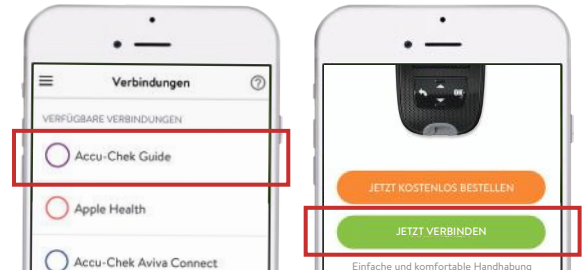 Verbindungen
VERFÜGBARE VERBINDUNGEN
Accu-Chek Guide
Apple Health
Accu-Chek Aviva Connect
JETZT KOSTENLOS BESTELLEN
JETZT VERBINDEN
Einfache und komfortable Handhabung